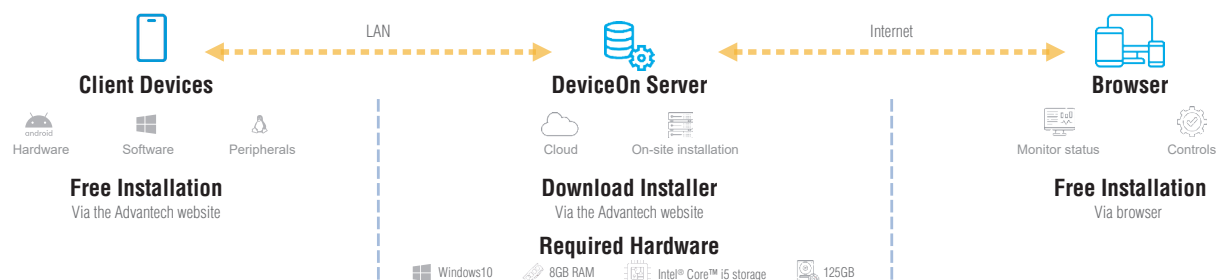 LAN
Internet
Client Devices
DeviceOn Server
Browser
android
Hardware
Software
Peripherals
Cloud
On-site installation
Monitor status
Controls
Free Installation
Via the Advantech website
Download Installer
Via the Advantech website
Free Installation
Via browser
Required Hardware
Windows10
8GB RAM
Intel® Core™ i5 storage
125GB